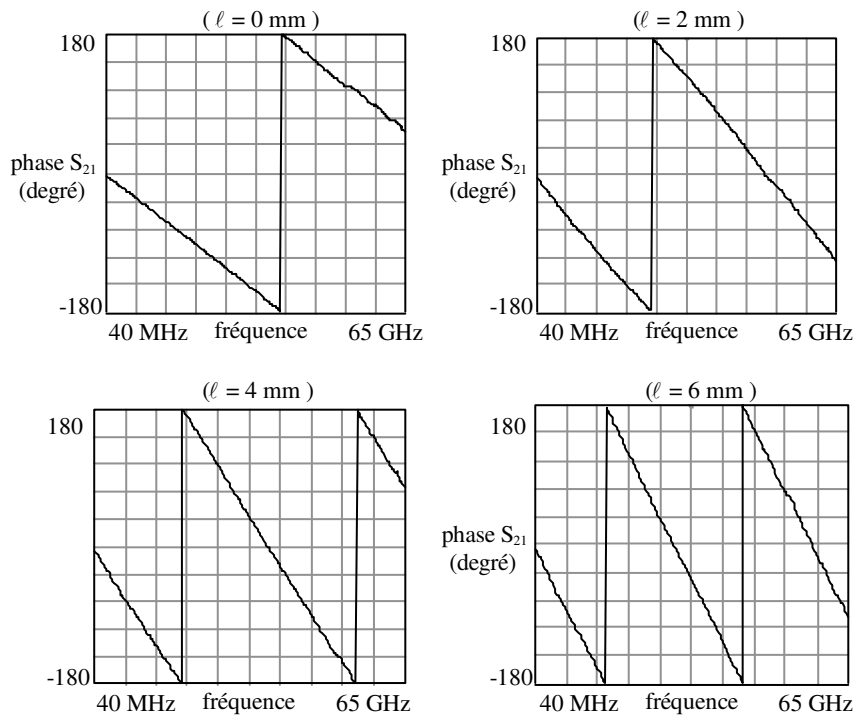 ( ℓ = 0 mm )
180
phase S21
(degré)
-180
40 MHz fréquence 65 GHz
(ℓ = 2 mm )
180
phase S21
(degré)
-180
40 MHz fréquence 65 GHz
(ℓ = 4 mm )
180
-180
40 MHz fréquence 65 GHz
(ℓ = 6 mm )
180
phase S21
(degré)
-180
40 MHz fréquence 65 GHz